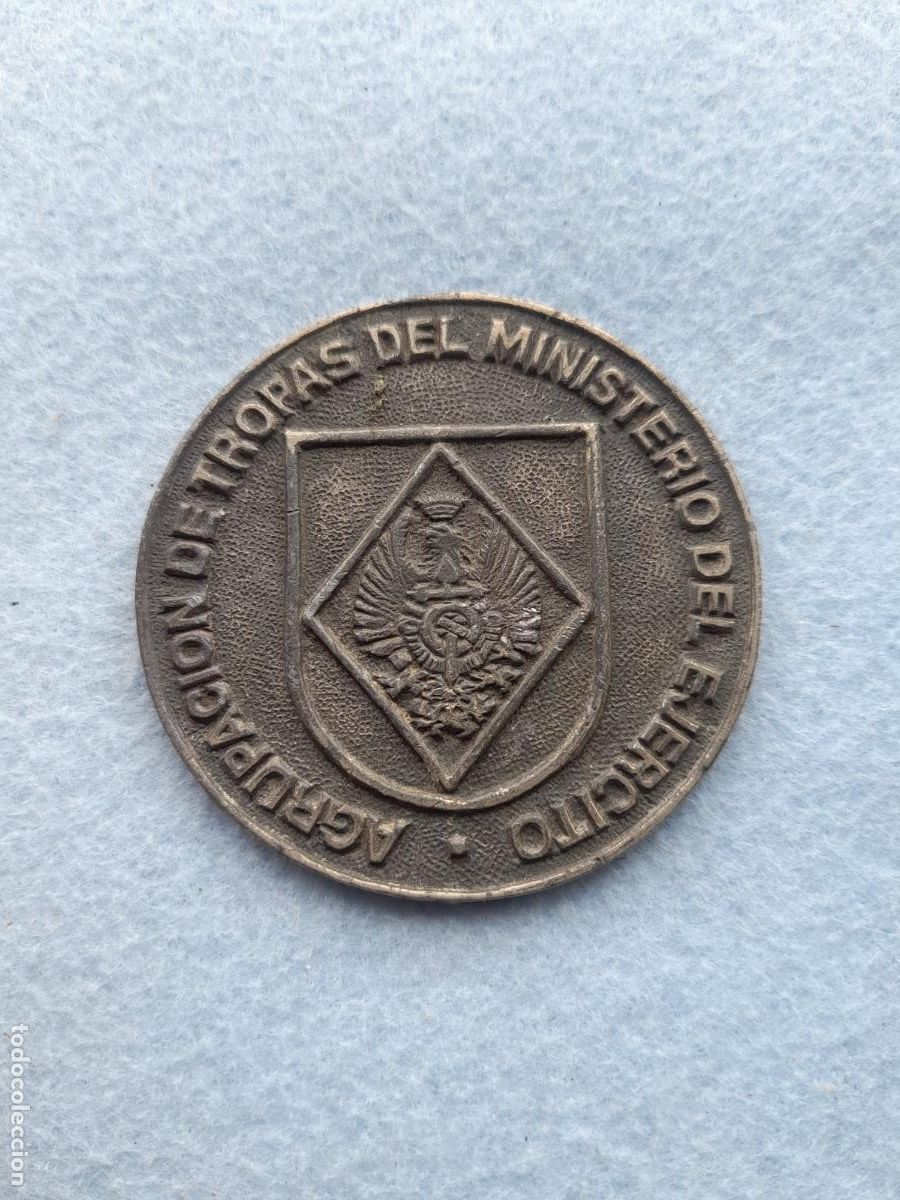 AGRUPACION DE TROPAS DEL MINISTERIO DEL EJERCITO ·
todocoleccion